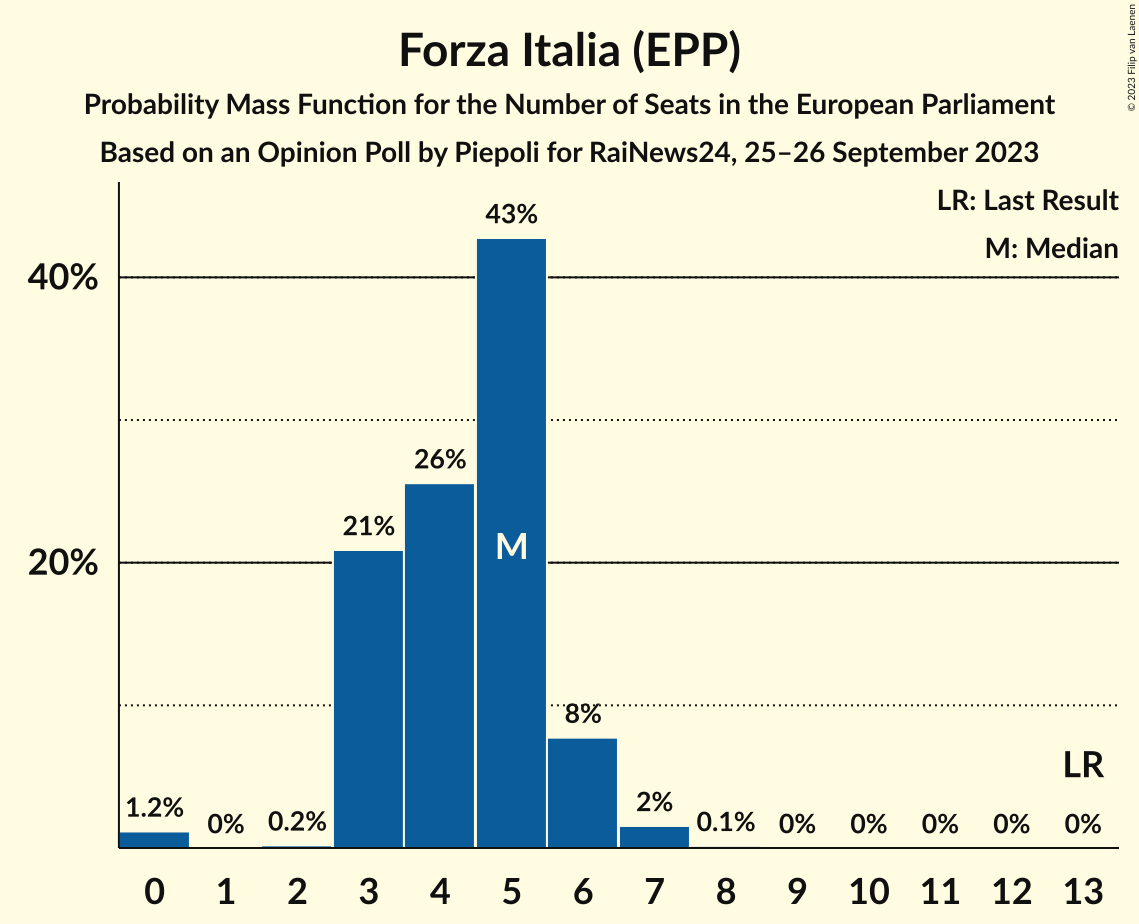 Forza Italia (EPP)
Probability Mass Function for the Number of Seats in the European Parliament
Based on an Opinion Poll by Piepoli for RaiNews24, 25–26 September 2023
© 2023 Filip van Laenen
LR: Last Result
M: Median
40%
20%
1.2%
0%
0.2%
21%
26%
43%
M
8%
2%
0.1%
0%
0%
0%
0%
LR
0%
0 1 2 3 4 5 6 7 8 9 10 11 12 13